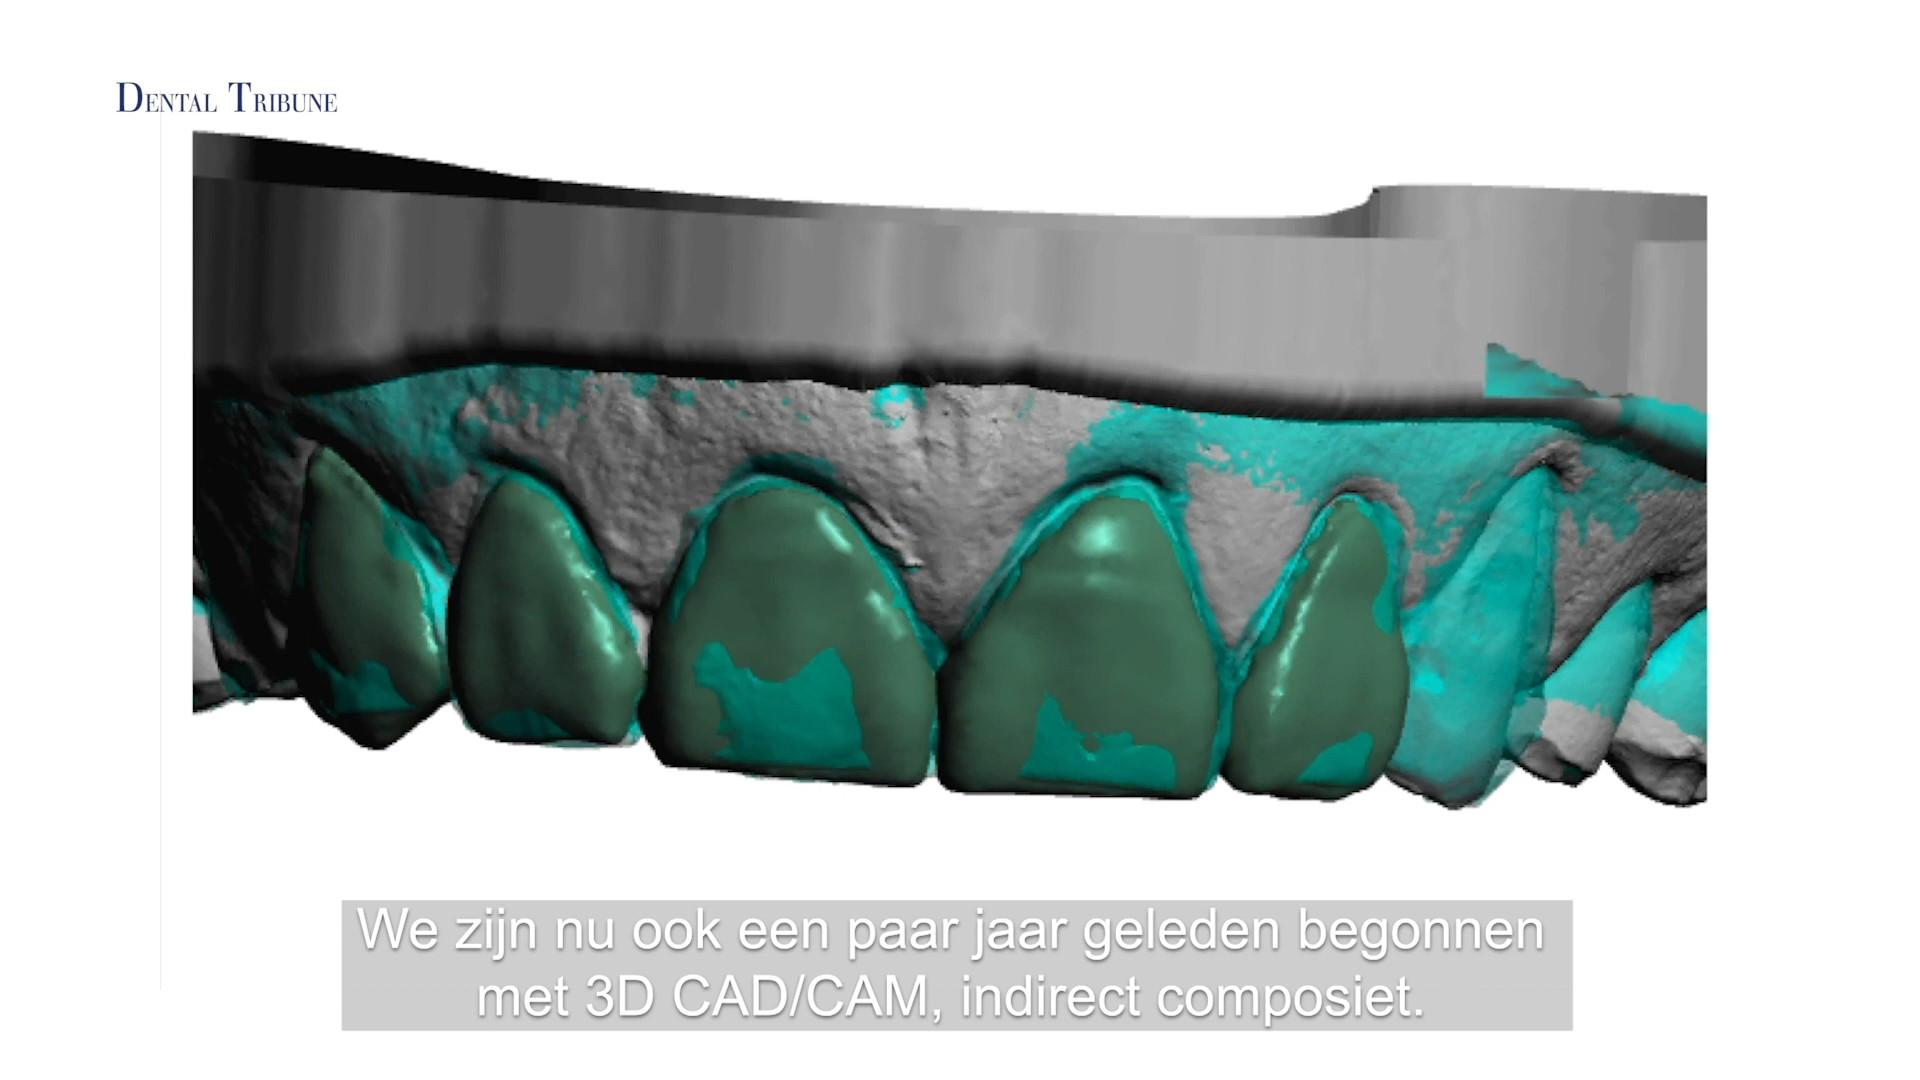 DENTAL TRIBUNE
We zijn nu ook een paar jaar geleden begonnen
met 3D CAD/CAM, indirect composiet.